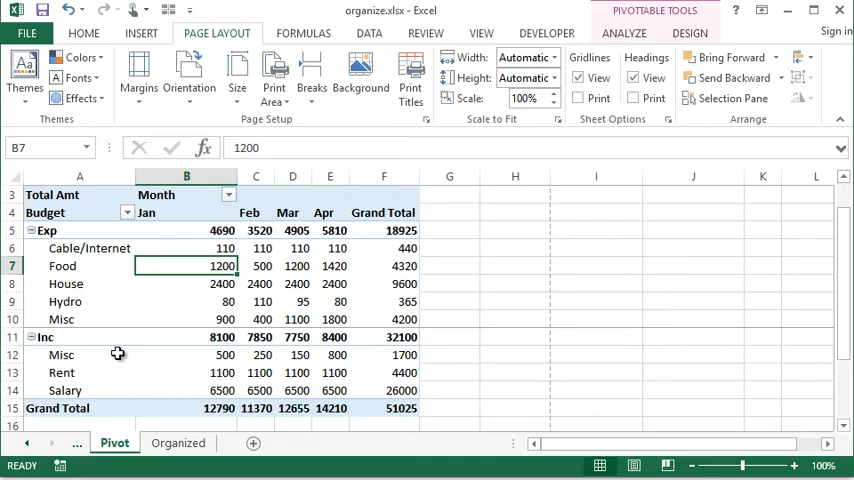 organize.xlsx - Excel
PIVOTTABLE TOOLS
FILE HOME INSERT PAGE LAYOUT FORMULAS DATA REVIEW VIEW DEVELOPER ANALYZE DESIGN Sign in
Themes
Colors
Fonts
Effects
Margins
Orientation
Size
Print Area
Breaks
Background
Print Titles
Width: Automatic
Height: Automatic
Scale: 100%
Gridlines
View
Print
Headings
View
Print
Bring Forward
Send Backward
Selection Pane
Themes Page Setup Scale to Fit Sheet Options Arrange
B7 fx 1200
A B C D E F G H I J K L
3 Total Amt Month
4 Budget Jan Feb Mar Apr Grand Total
5 Exp 4690 3520 4905 5810 18925
6 Cable/Internet 110 110 110 110 440
7 Food 1200 500 1200 1420 4320
8 House 2400 2400 2400 2400 9600
9 Hydro 80 110 95 80 365
10 Misc 900 400 1100 1800 4200
11 Inc 8100 7850 7750 8400 32100
12 Misc 500 250 150 800 1700
13 Rent 1100 1100 1100 1100 4400
14 Salary 6500 6500 6500 6500 26000
15 Grand Total 12790 11370 12655 14210 51025
16
... Pivot Organized
READY 100%